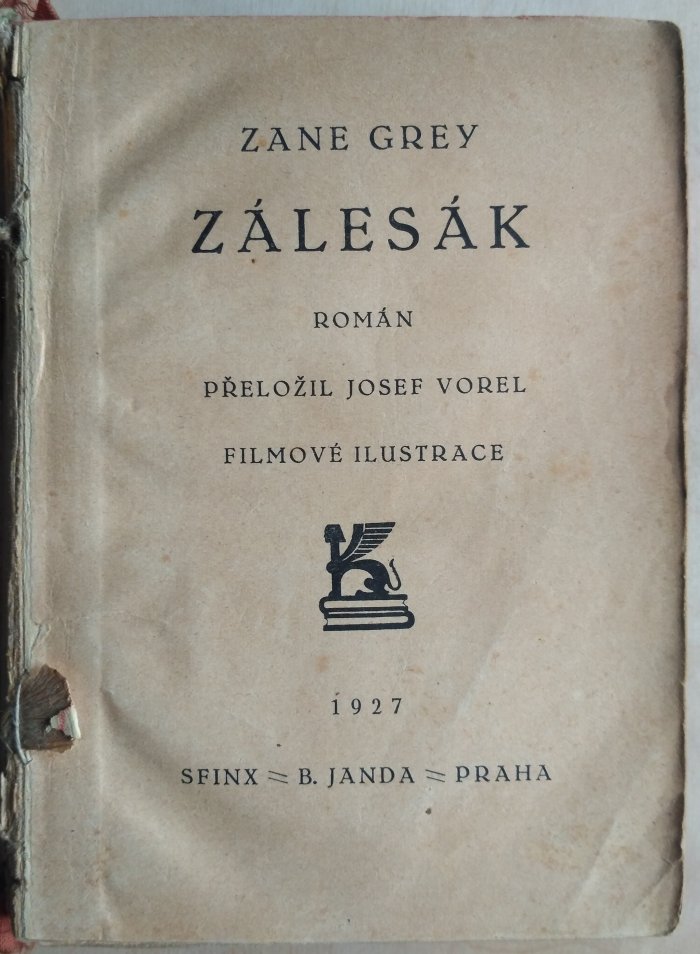 ZANE GREY
ZÁLESÁK
ROMÁN
PŘELOŽIL JOSEF VOREL
FILMOVÉ ILUSTRACE
1927
SFINX = B. JANDA = PRAHA